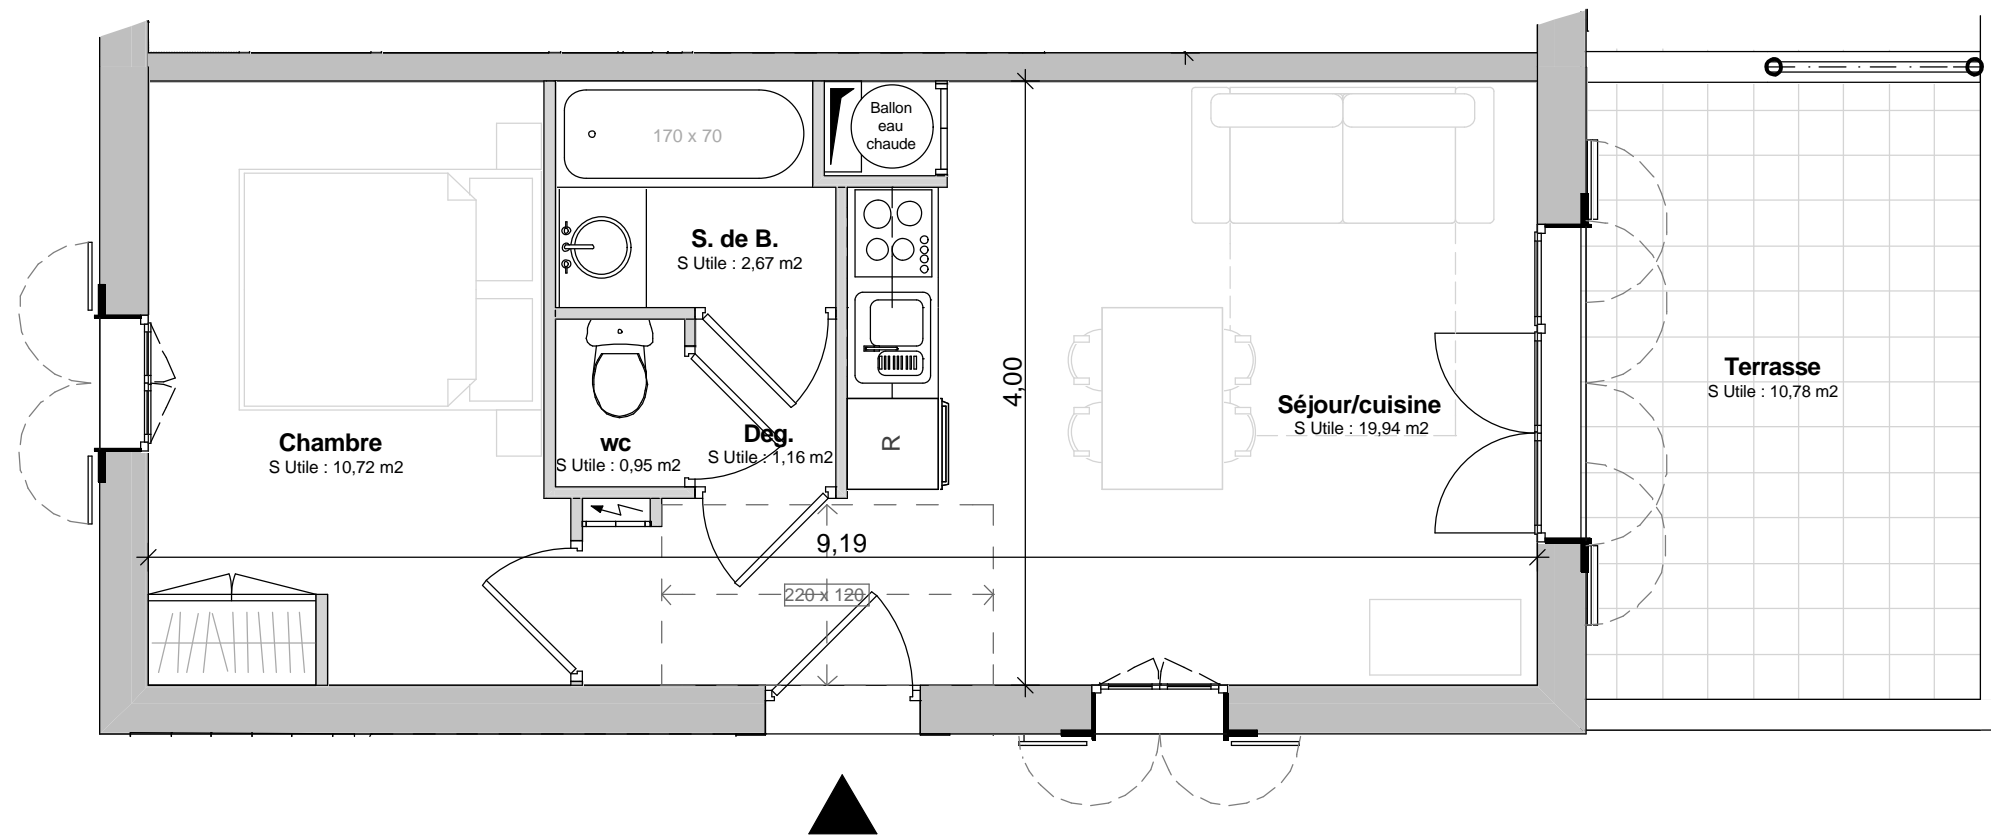 Ballon
eau
chaude
170 x 70
S. de B.
S Utile : 2,67 m2
4,00
Terrasse
S Utile : 10,78 m2
Séjour/cuisine
S Utile : 19,94 m2
Chambre
S Utile : 10,72 m2
wc
S Utile : 0,95 m2
Deg.
S Utile : 1,16 m2
R
9,19
220 x 120